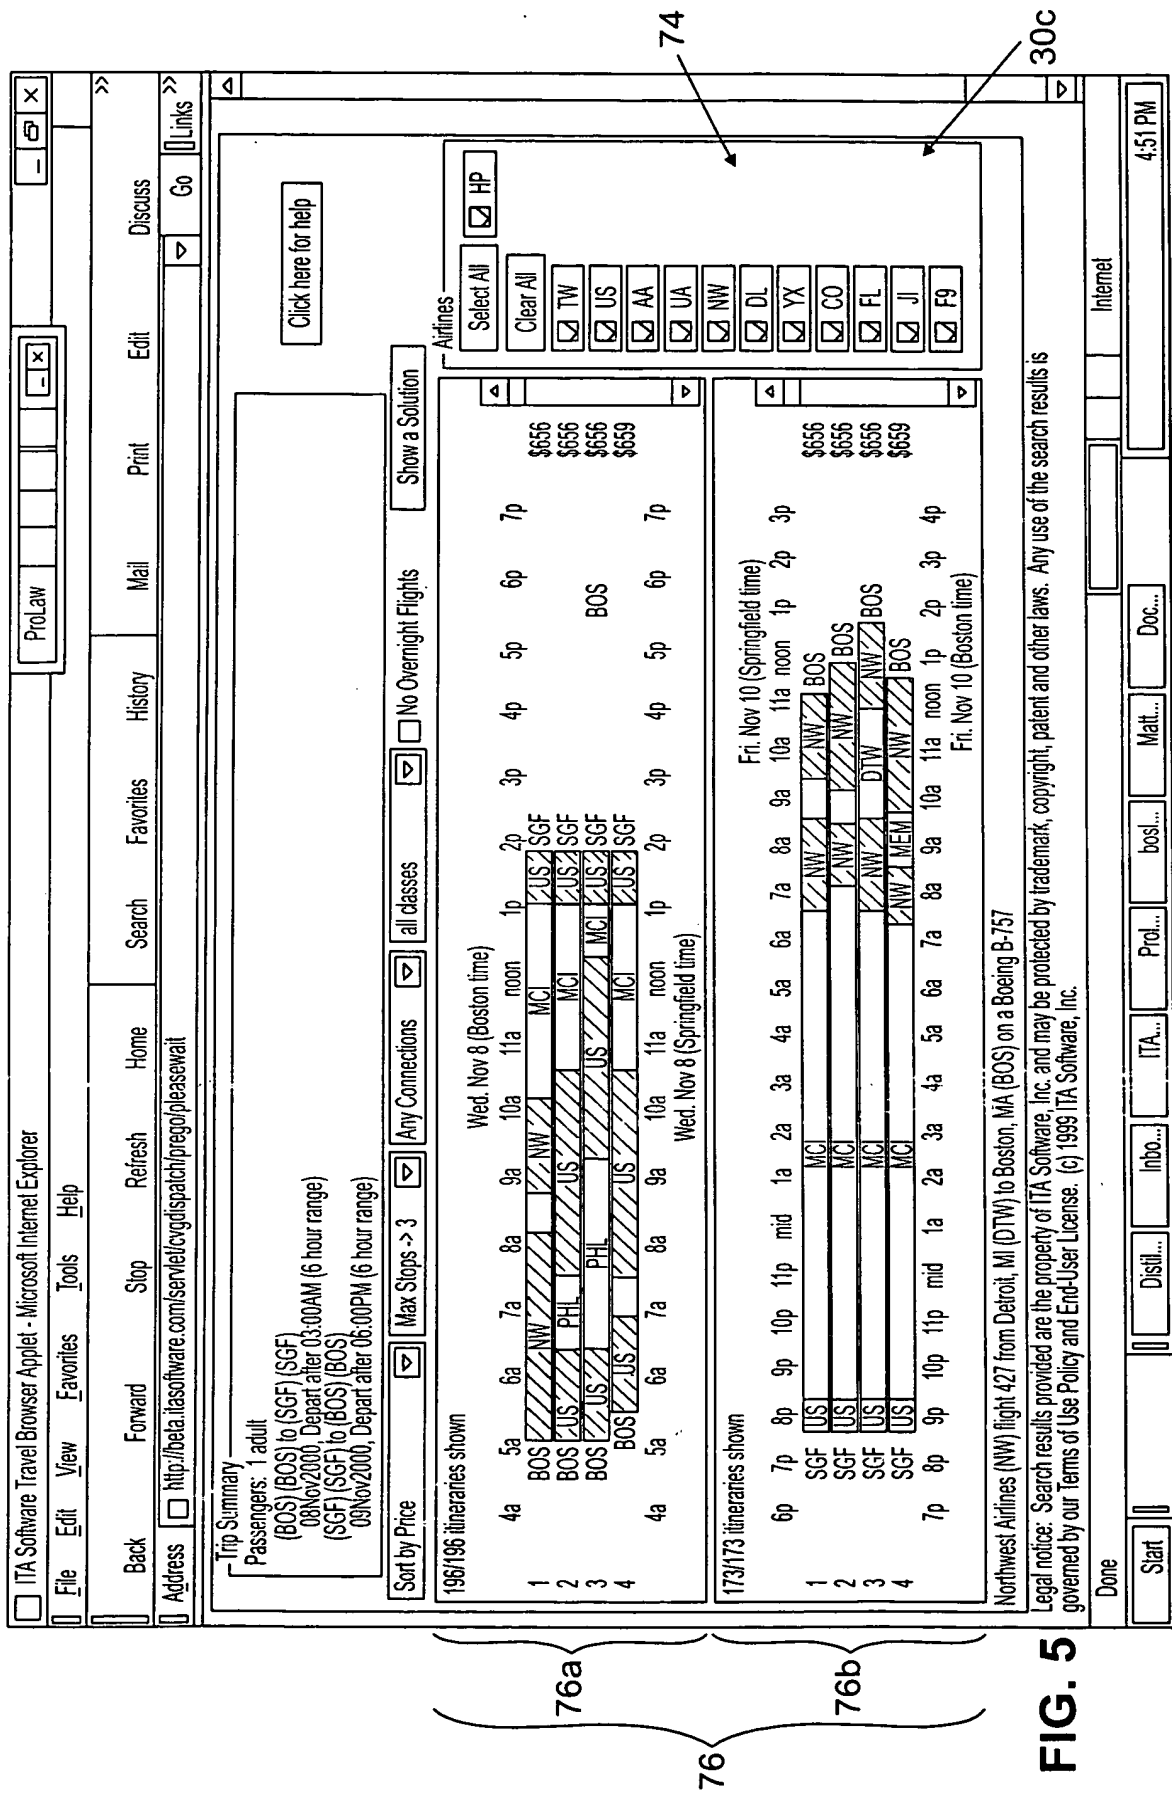 ITA Software Travel Browser Applet - Microsoft Internet Explorer
ProLaw
File Edit View Favorites Tools Help
Back Forward Stop Refresh Home Search Favorites History Mail Print Edit Discuss >>
Address http://beta.itasoftware.com/servlet/cvgdispatch/prego/pleasewait Go Links >>
Trip Summary
Passengers: 1 adult
(BOS) (BOS) to (SGF) (SGF)
08Nov2000, Depart after 03:00AM (6 hour range)
(SGF) (SGF) to (BOS) (BOS)
09Nov2000, Depart after 06:00PM (6 hour range)
Click here for help
Sort by Price Max Stops -> 3 Any Connections all classes No Overnight Flights Show a Solution
196/196 itineraries shown
Wed. Nov 8 (Boston time)
4a 5a 6a 7a 8a 9a 10a 11a noon 1p 2p 3p 4p 5p 6p 7p
1 BOS NW NW MCI US SGF $656
2 BOS US PHL US MCI US SGF $656
3 BOS US PHL US MCI US SGF BOS $656
4 BOS US US MCI US SGF $659
4a 5a 6a 7a 8a 9a 10a 11a noon 1p 2p 3p 4p 5p 6p 7p
Wed. Nov 8 (Springfield time)
173/173 itineraries shown
Fri. Nov 10 (Springfield time)
6p 7p 8p 9p 10p 11p mid 1a 2a 3a 4a 5a 6a 7a 8a 9a 10a 11a noon 1p 2p 3p
1 SGF US MCI NW NW BOS $656
2 SGF US MCI NW NW BOS $656
3 SGF US MCI NW DTW NW BOS $656
4 SGF US MCI NW MEM NW BOS $659
7p 8p 9p 10p 11p mid 1a 2a 3a 4a 5a 6a 7a 8a 9a 10a 11a noon 1p 2p 3p 4p
Fri. Nov 10 (Boston time)
Airlines
Select All HP
Clear All
TW
US
AA
UA
NW
DL
YX
CO
FL
JI
F9
Northwest Airlines (NW) flight 427 from Detroit, MI (DTW) to Boston, MA (BOS) on a Boeing B-757
Legal notice: Search results provided are the property of ITA Software, Inc. and may be protected by trademark, copyright, patent and other laws. Any use of the search results is
governed by our Terms of Use Policy and End-User License. (c) 1999 ITA Software, Inc.
Done Internet
Start Distil... Inbo... ITA... Prol... bosl... Matt... Doc... 4:51 PM
74
30c
76a
76b
76
FIG. 5